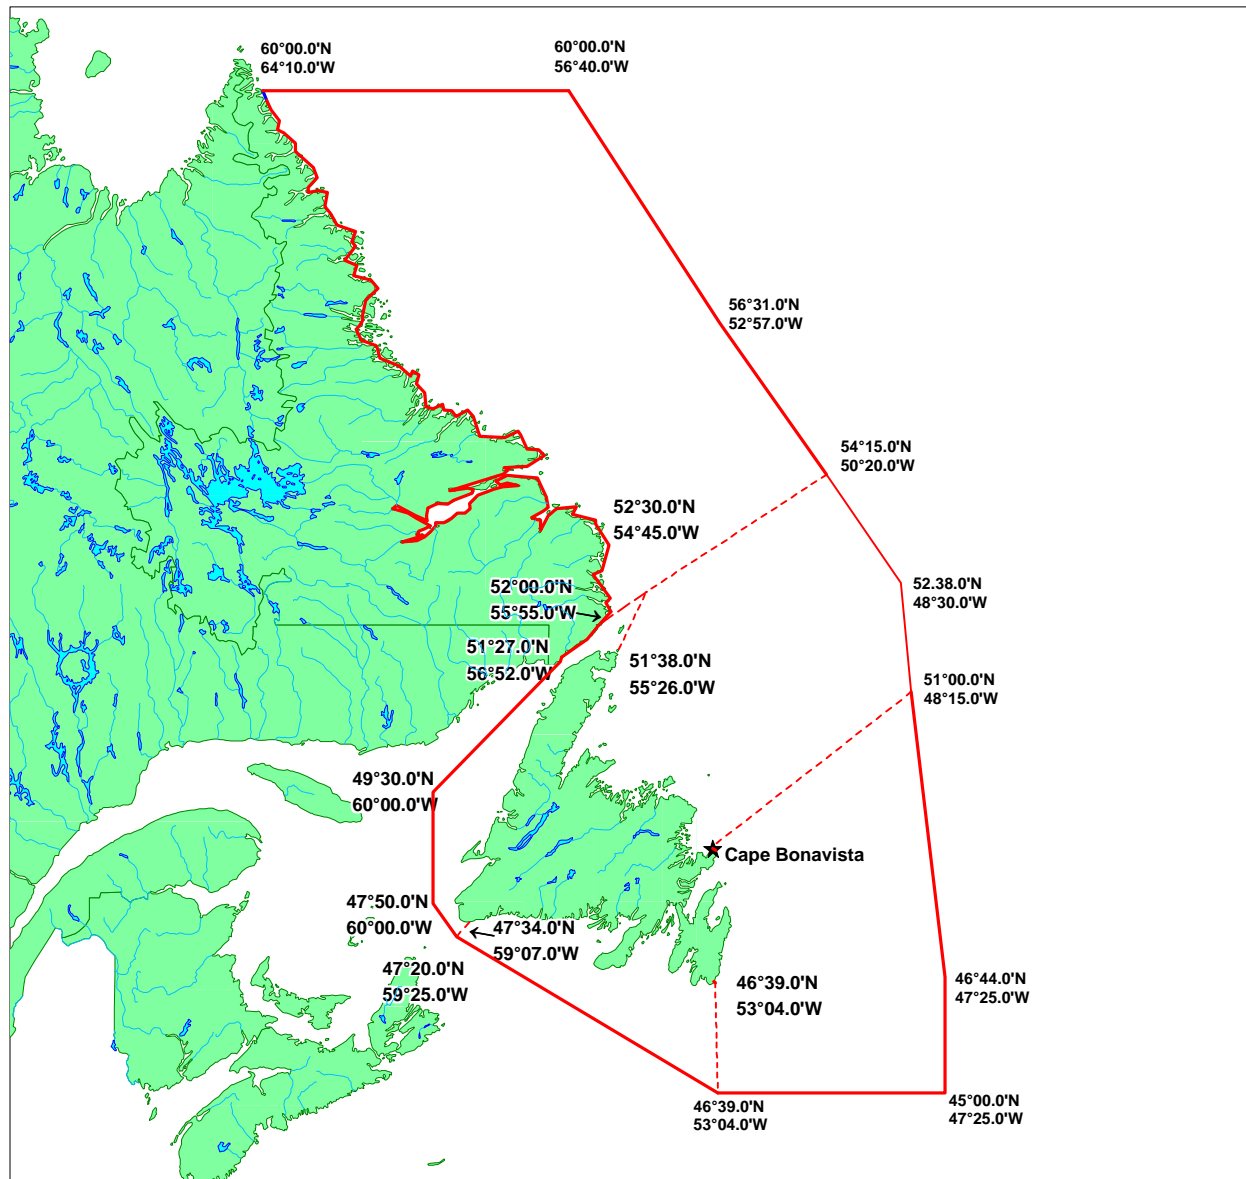 60°00.0'N
64°10.0'W
60°00.0'N
56°40.0'W
56°31.0'N
52°57.0'W
54°15.0'N
50°20.0'W
52°30.0'N
54°45.0'W
52°00.0'N
55°55.0'W
52.38.0'N
48°30.0'W
51°27.0'N
56°52.0'W
51°38.0'N
55°26.0'W
51°00.0'N
48°15.0'W
49°30.0'N
60°00.0'W
Cape Bonavista
47°50.0'N
60°00.0'W
47°34.0'N
59°07.0'W
47°20.0'N
59°25.0'W
46°39.0'N
53°04.0'W
46°44.0'N
47°25.0'W
46°39.0'N
53°04.0'W
45°00.0'N
47°25.0'W